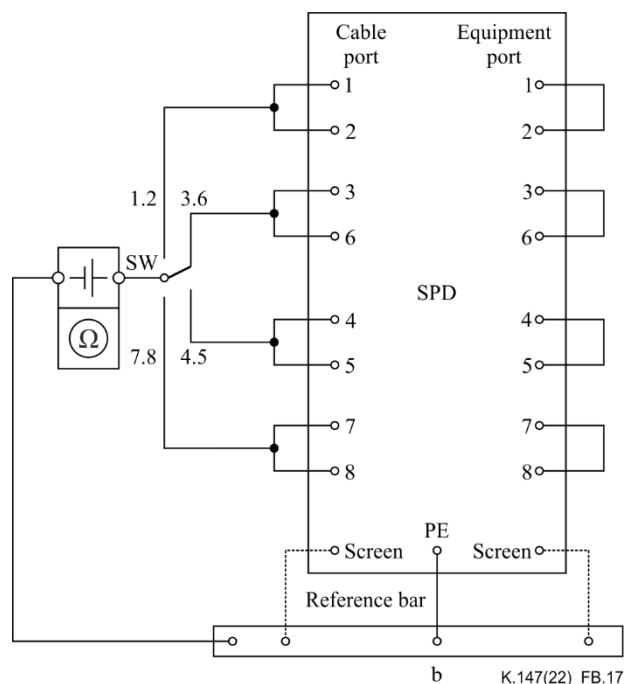 Cable port
Equipment port
1
1
2
2
1.2
3.6
3
3
6
6
SW
SPD
Ω
7.8
4.5
4
4
5
5
7
7
8
8
PE
Screen
Screen
Reference bar
b
K.147(22)_FB.17